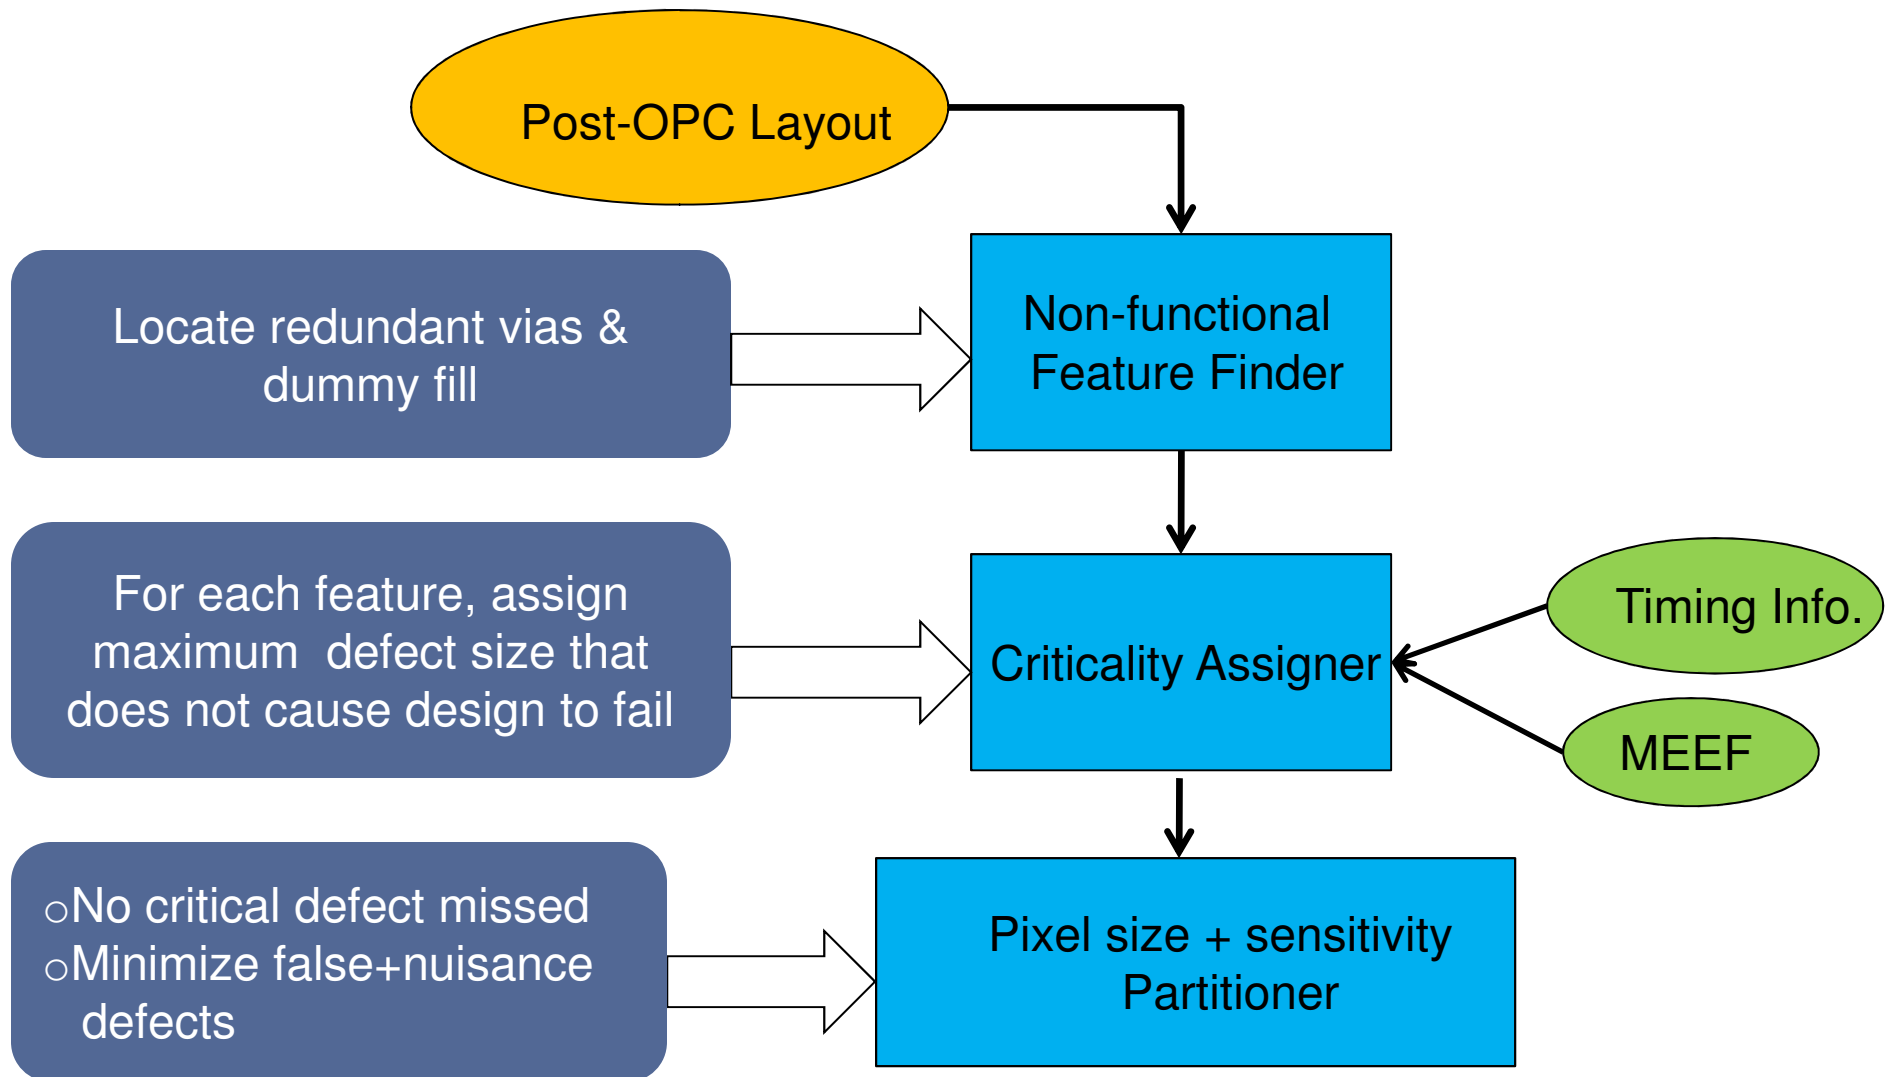 Post-OPC Layout
Locate redundant vias &
dummy fill
Non-functional
Feature Finder
For each feature, assign
maximum  defect size that
does not cause design to fail
Criticality Assigner
Timing Info.
MEEF
○No critical defect missed
○Minimize false+nuisance
defects
Pixel size + sensitivity
Partitioner